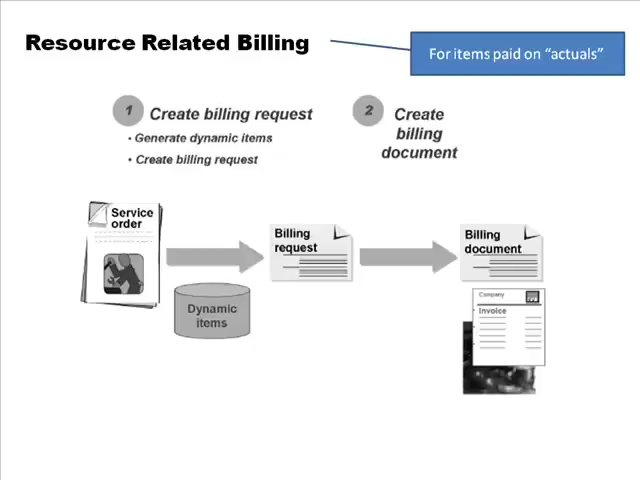 Resource Related Billing
For items paid on “actuals”
1 Create billing request
• Generate dynamic items
• Create billing request
2 Create
billing
document
Service
order
Billing
request
Billing
document
Dynamic
items
Company
Invoice